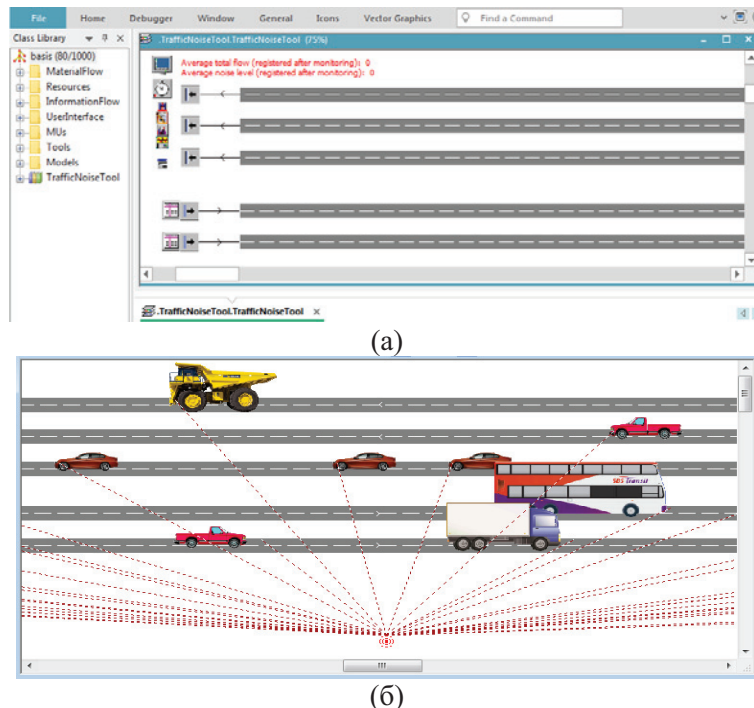 File Home Debugger Window General Icons Vector Graphics Find a Command
Class Library
.TrafficNoiseTool.TrafficNoiseTool (75%)
basis (80/1000)
MaterialFlow
Resources
InformationFlow
UserInterface
MUs
Tools
Models
TrafficNoiseTool
Average total flow (registered after monitoring): 0
Average noise level (registered after monitoring): 0
.TrafficNoiseTool.TrafficNoiseTool
(а)
SBS Transit
(б)